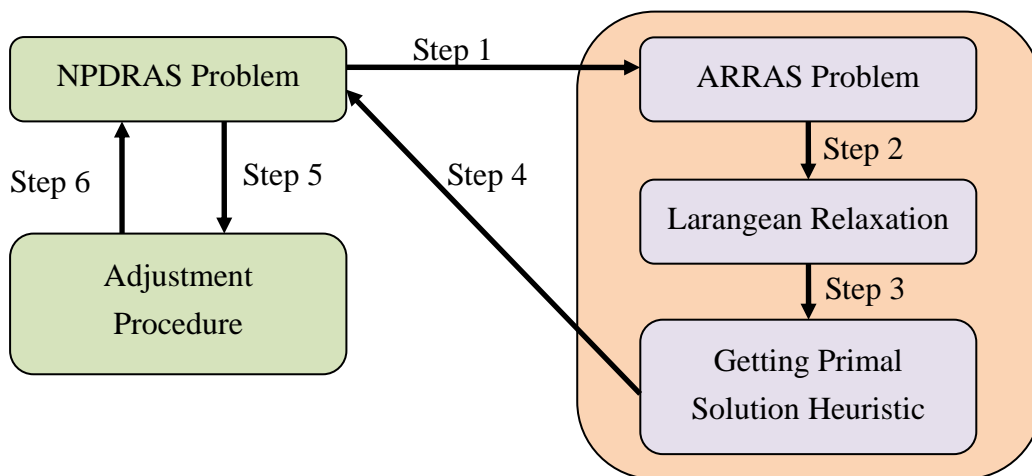 NPDRAS Problem
Step 1
ARRAS Problem
Step 2
Step 6
Step 5
Step 4
Larangean Relaxation
Step 3
Adjustment
Procedure
Getting Primal
Solution Heuristic